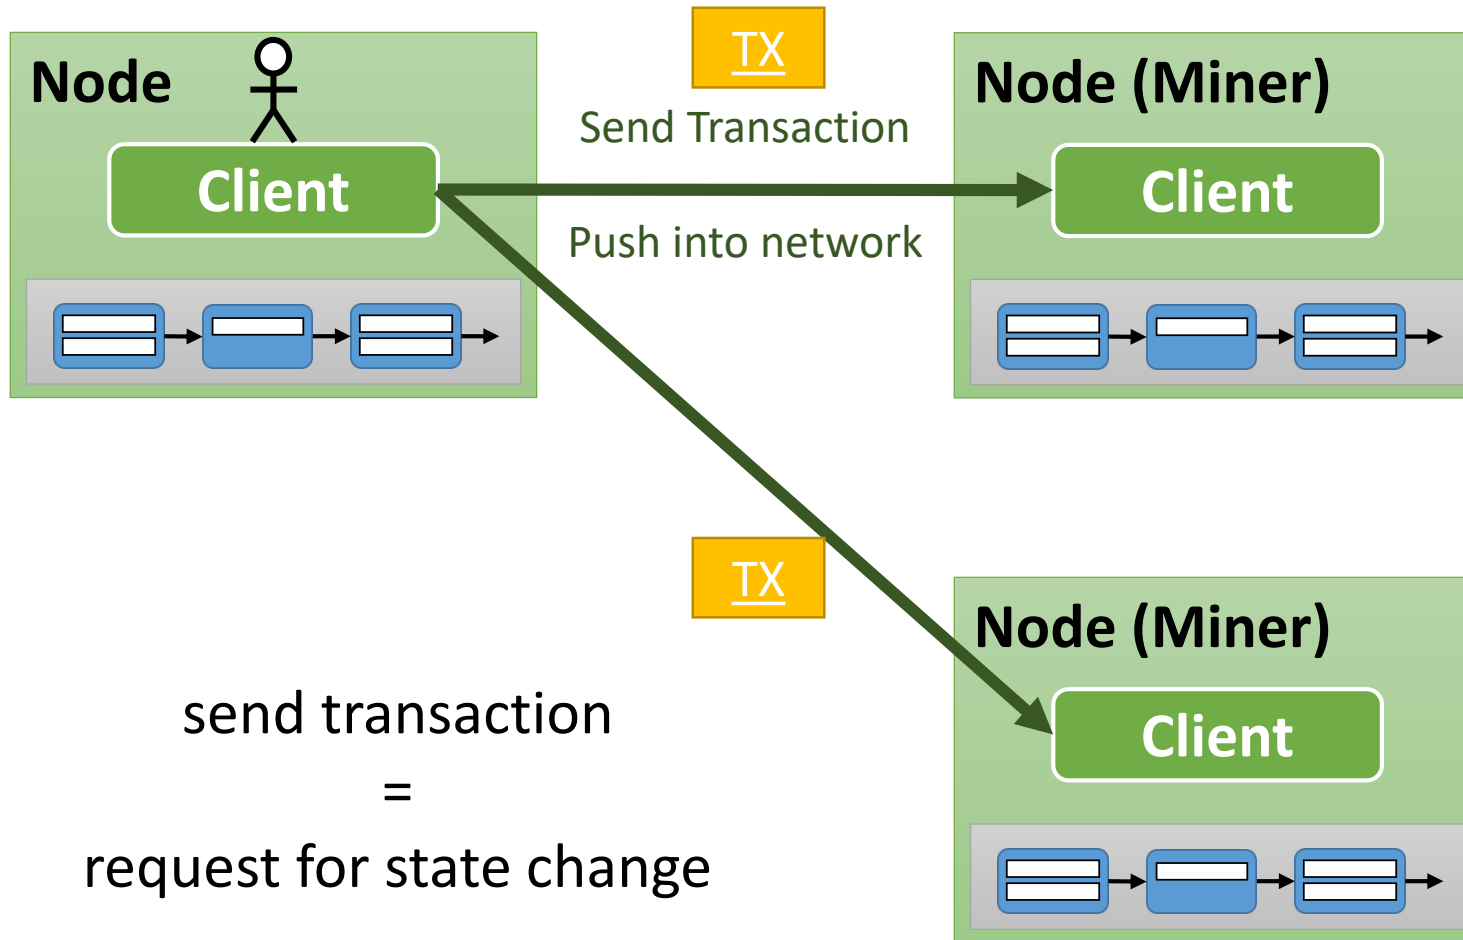 Node
Client
TX
Send Transaction
Push into network
Node (Miner)
Client
TX
Node (Miner)
Client
send transaction
=
request for state change